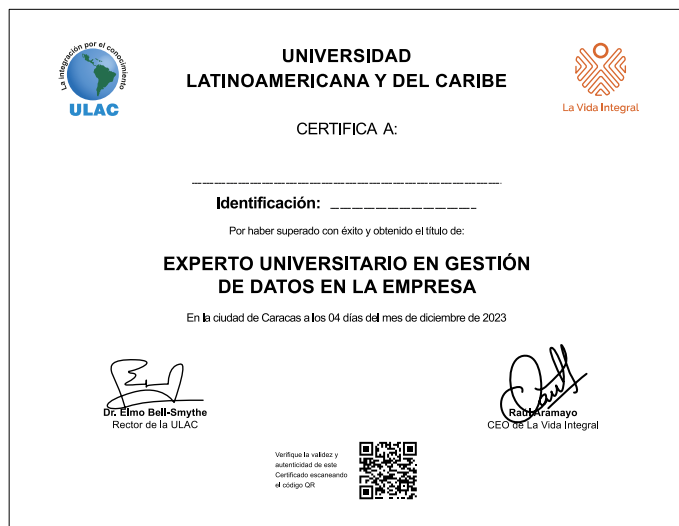 La integración por el conocimiento
ULAC
UNIVERSIDAD
LATINOAMERICANA Y DEL CARIBE
La Vida Integral
CERTIFICA A:
Identificación:
Por haber superado con éxito y obtenido el título de:
EXPERTO UNIVERSITARIO EN GESTIÓN
DE DATOS EN LA EMPRESA
En la ciudad de Caracas a los 04 días del mes de diciembre de 2023
Dr. Elmo Bell-Smythe
Rector de la ULAC
Raúl Aramayo
CEO de La Vida Integral
Verifique la validez y
autenticidad de este
Certificado escaneando
el código QR